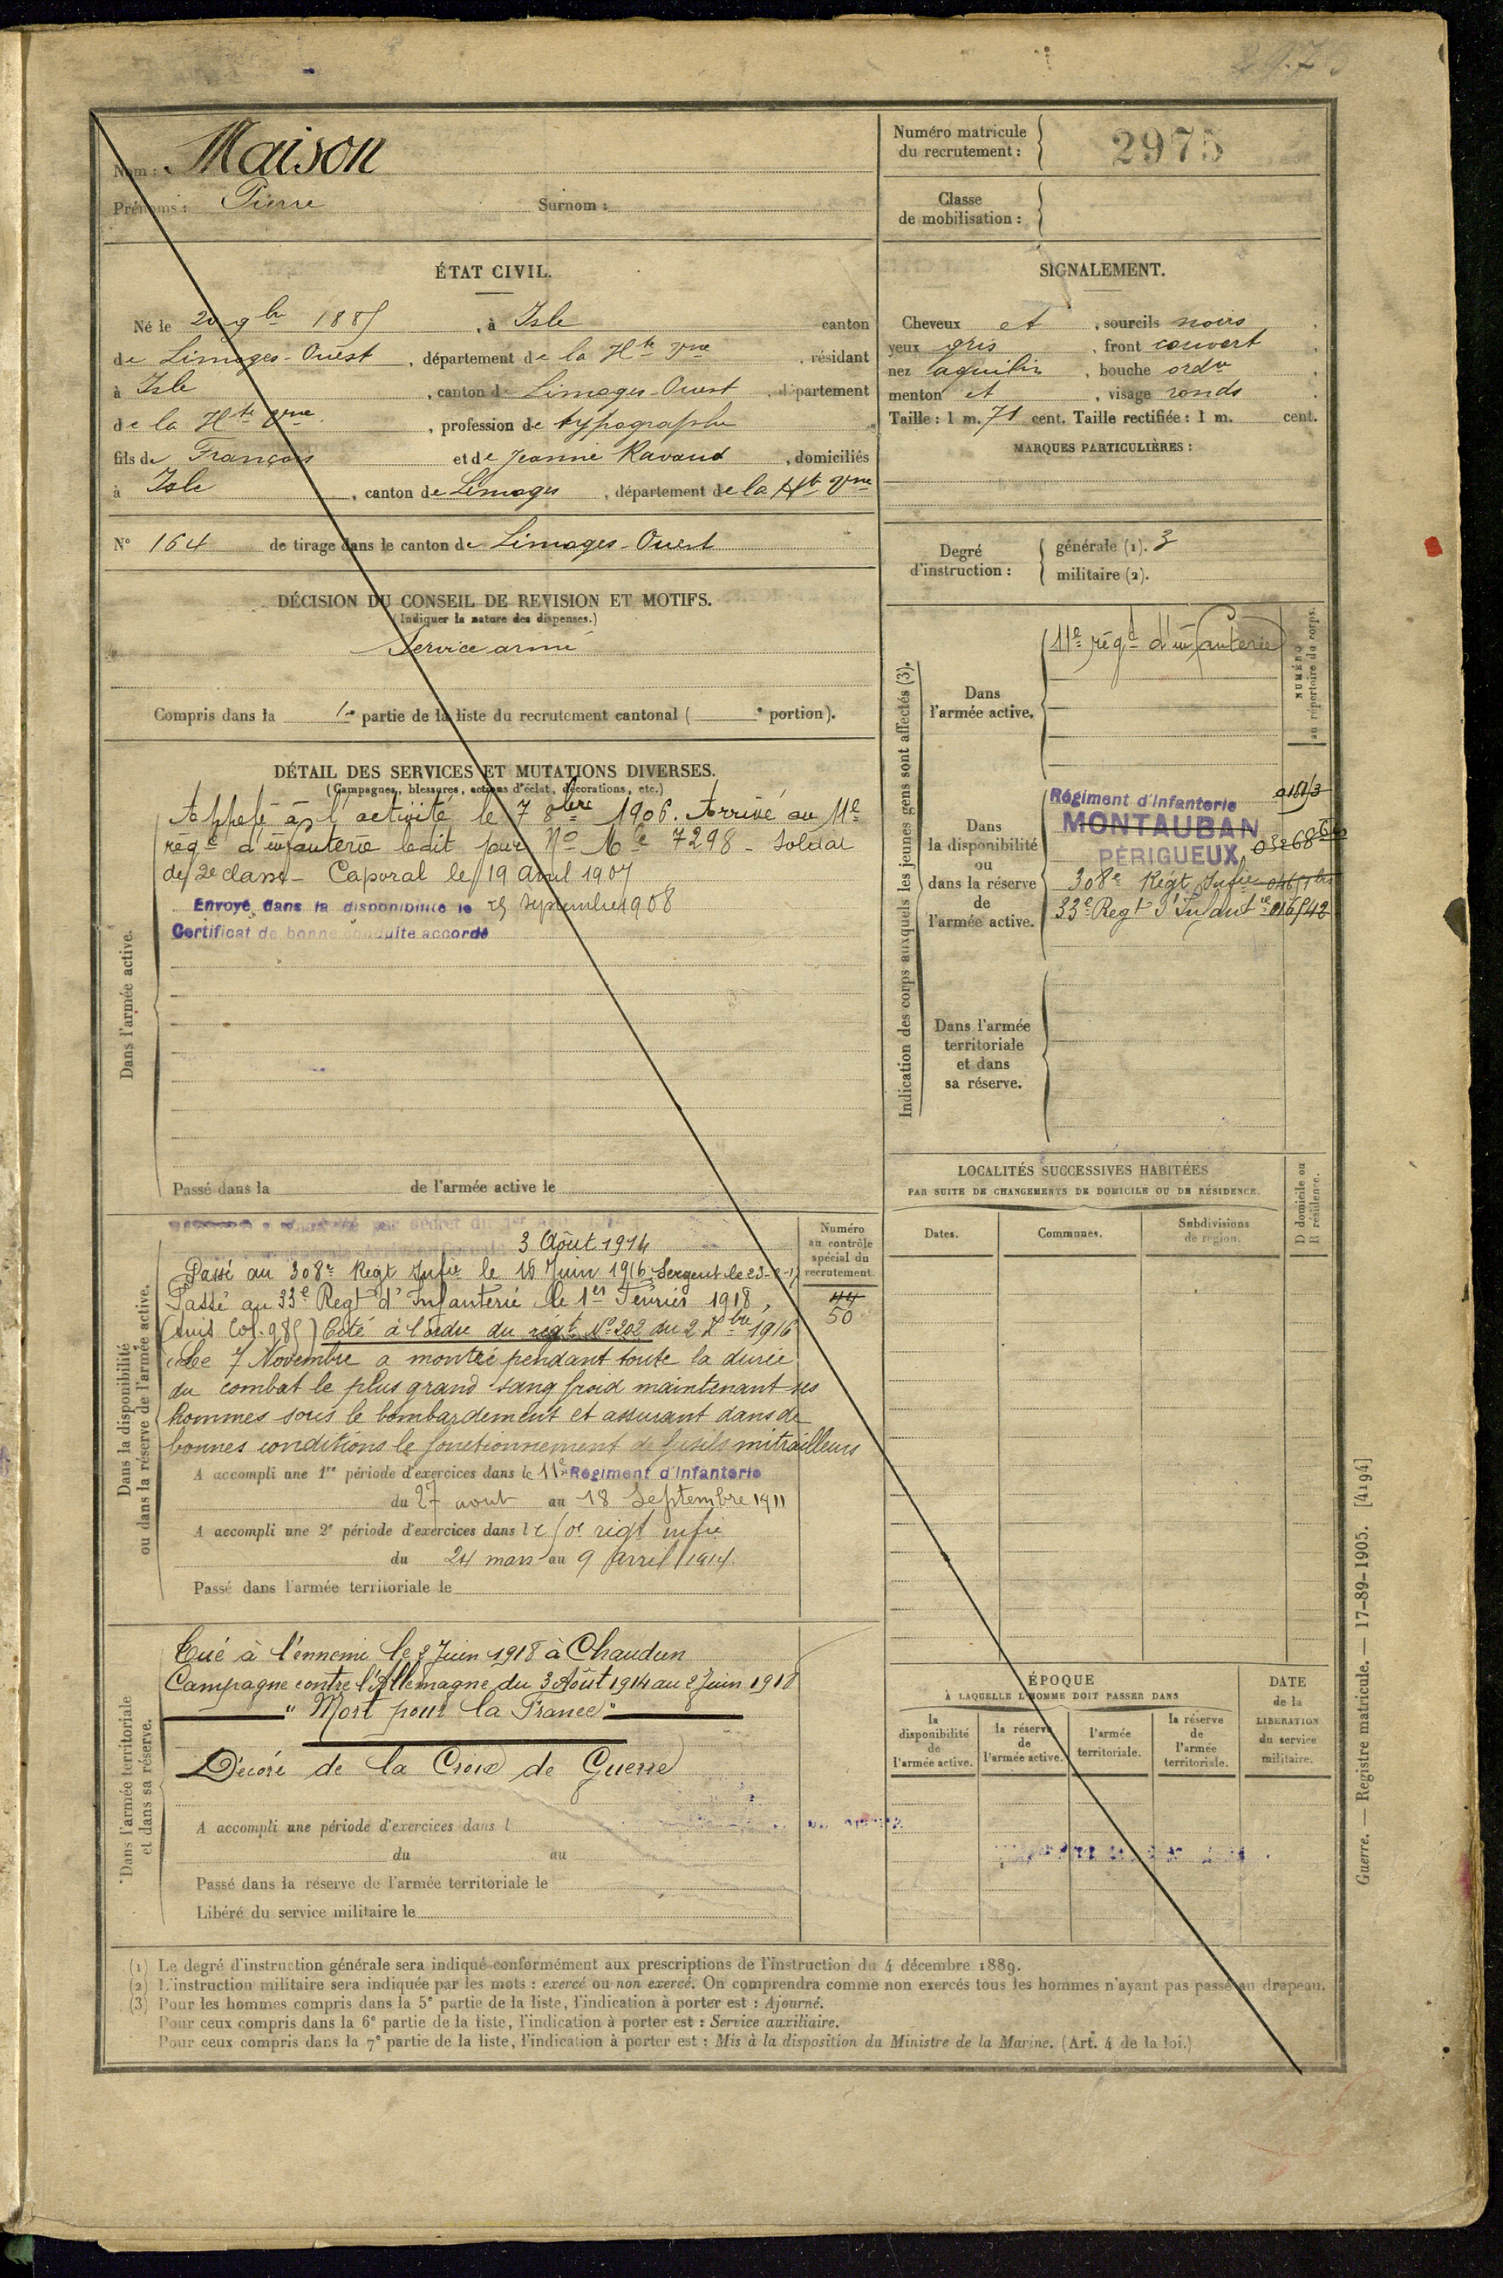 2975
Nom : Maison
Prénoms : Pierre Surnom :
Numéro matricule
du recrutement : 2975
Classe
de mobilisation :
ÉTAT CIVIL.
Né le 20 9bre 1885, à Isle canton
de Limoges-Ouest, département de la Hte Vne, résidant
à Isle, canton de Limoges-Ouest, département
de la Hte Vne, profession de typographe
fils de François et de Jeanne Ravaud, domiciliés
à Isle, canton de Limoges, département de la Hte Vne
N° 164 de tirage dans le canton de Limoges-Ouest
SIGNALEMENT.
Cheveux et, sourcils noirs,
yeux gris, front couvert,
nez aquilin, bouche ordre,
menton et, visage rond.
Taille : 1 m. 71 cent. Taille rectifiée : 1 m. cent.
MARQUES PARTICULIÈRES :
Degré
d'instruction :
générale (1). 3
militaire (2).
DÉCISION DU CONSEIL DE REVISION ET MOTIFS.
(Indiquer la nature des dispenses.)
Service armé
Compris dans la 1re partie de la liste du recrutement cantonal ( e portion).
DÉTAIL DES SERVICES ET MUTATIONS DIVERSES.
(Campagnes, blessures, actions d'éclat, décorations, etc.)
Dans l'armée active.
Appelé à l'activité le 7 8bre 1906. Arrivé au 11e
régt d'infanterie ledit jour No Mle 7298 - Soldat
de 2e classe - Caporal le 19 avril 1907
Envoyé dans la disponibilité le 25 septembre 1908
Certificat de bonne conduite accordé
Passé dans la de l'armée active le
Indication des corps auxquels les jeunes gens sont affectés (3).
NUMÉRO
au répertoire du corps.
Dans
l'armée active.
11e régt d'infanterie
Dans
la disponibilité
ou
dans la réserve
de
l'armée active.
Régiment d'Infanterie
MONTAUBAN
PÉRIGUEUX
308e Régt Infie
33e Regt d'Infantie 016542
Dans l'armée
territoriale
et dans
sa réserve.
LOCALITÉS SUCCESSIVES HABITÉES
PAR SUITE DE CHANGEMENTS DE DOMICILE OU DE RÉSIDENCE.
Dates.
Communes.
Subdivisions
de région.
D domicile ou
R résidence.
Dans la disponibilité
ou dans la réserve de l'armée active.
Numéro
au contrôle
spécial du
recrutement.
44
50
3 Août 1914
Passé au 308e Régt Infie le 16 Juin 1916. Sergent le
Passé au 33e Regt d'Infanterie le 1er Février 1918,
(suis Col. 985) Cité à l'ordre du regt No 202 du 2 Xbre 1916
"Le 7 Novembre a montré pendant toute la durée
du combat le plus grand sang froid maintenant ses
hommes sous le bombardement et assurant dans de
bonnes conditions le fonctionnement de fusils mitrailleurs
A accompli une 1re période d'exercices dans le 11e Régiment d'Infanterie
du 27 aout au 18 Septembre 1911
A accompli une 2e période d'exercices dans le 50e régt infie
du 24 mars au 9 avril 1914
Passé dans l'armée territoriale le
Dans l'armée territoriale
et dans sa réserve.
Tué à l'ennemi le 2 Juin 1918 à Chaudun
Campagne contre l'Allemagne du 3 Août 1914 au 2 Juin 1918
"Mort pour la France"
Décoré de la Croix de Guerre
A accompli une période d'exercices dans l
du au
Passé dans la réserve de l'armée territoriale le
Libéré du service militaire le
ÉPOQUE
À LAQUELLE L'HOMME DOIT PASSER DANS
la
disponibilité
de
l'armée active.
la réserve
de
l'armée active.
l'armée
territoriale.
la réserve
de
l'armée
territoriale.
DATE
de la
LIBÉRATION
du service
militaire.
(1) Le degré d'instruction générale sera indiqué conformément aux prescriptions de l'instruction du 4 décembre 1889.
(2) L'instruction militaire sera indiquée par les mots : exercé ou non exercé. On comprendra comme non exercés tous les hommes n'ayant pas passé au drapeau.
(3) Pour les hommes compris dans la 5e partie de la liste, l'indication à porter est : Ajourné.
Pour ceux compris dans la 6e partie de la liste, l'indication à porter est : Service auxiliaire.
Pour ceux compris dans la 7e partie de la liste, l'indication à porter est : Mis à la disposition du Ministre de la Marine. (Art. 4 de la loi.)
Guerre. — Registre matricule. — 17-89-1905. [4194]